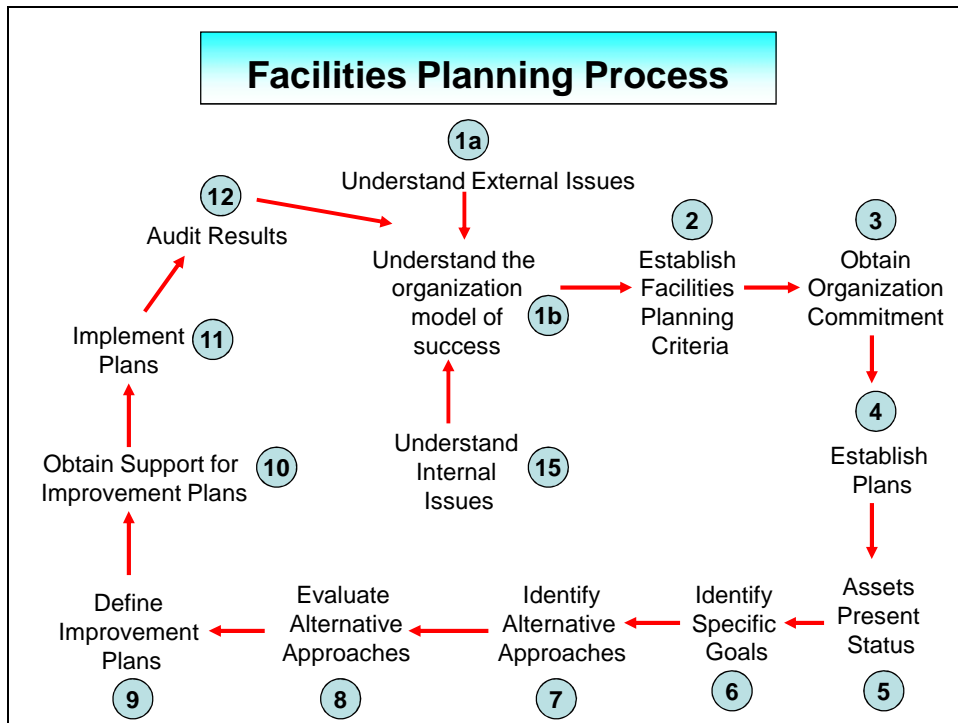 Facilities Planning Process
1a
Understand External Issues
12
Audit Results
Understand the
organization
model of
success
1b
2
Establish
Facilities
Planning
Criteria
3
Obtain
Organization
Commitment
4
Establish
Plans
Implement
Plans
11
Understand
Internal
Issues
15
Obtain Support for
Improvement Plans
10
Assets
Present
Status
5
Identify
Specific
Goals
6
Identify
Alternative
Approaches
7
Evaluate
Alternative
Approaches
8
Define
Improvement
Plans
9